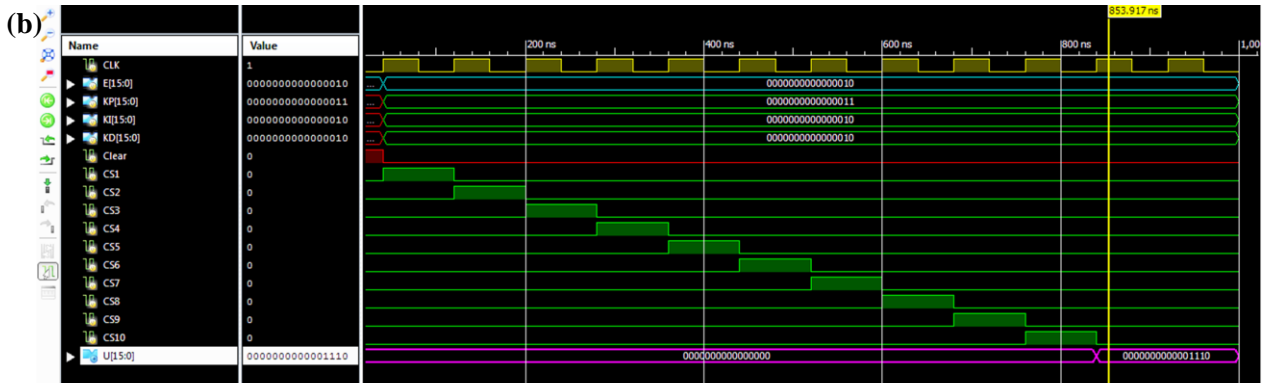 (b)
853.917 ns
Name Value
200 ns 400 ns 600 ns 800 ns 1,00
CLK 1
E[15:0] 0000000000000010 ... 0000000000000010
KP[15:0] 0000000000000011 ... 0000000000000011
KI[15:0] 0000000000000010 ... 0000000000000010
KD[15:0] 0000000000000010 ... 0000000000000010
Clear 0
CS1 0
CS2 0
CS3 0
CS4 0
CS5 0
CS6 0
CS7 0
CS8 0
CS9 0
CS10 0
U[15:0] 0000000000001110 0000000000000000 0000000000001110